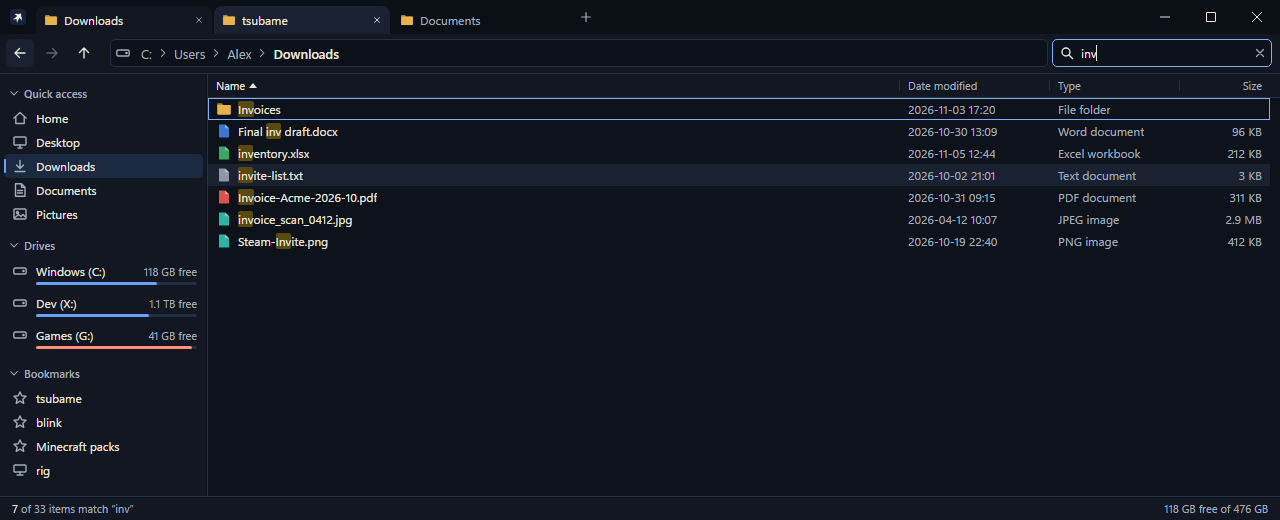 Downloads
tsubame
Documents
C: Users Alex Downloads
inv
Quick access
Home
Desktop
Downloads
Documents
Pictures
Drives
Windows (C:) 118 GB free
Dev (X:) 1.1 TB free
Games (G:) 41 GB free
Bookmarks
tsubame
blink
Minecraft packs
rig
Name Date modified Type Size
Invoices 2026-11-03 17:20 File folder
Final inv draft.docx 2026-10-30 13:09 Word document 96 KB
inventory.xlsx 2026-11-05 12:44 Excel workbook 212 KB
invite-list.txt 2026-10-02 21:01 Text document 3 KB
Invoice-Acme-2026-10.pdf 2026-10-31 09:15 PDF document 311 KB
invoice_scan_0412.jpg 2026-04-12 10:07 JPEG image 2.9 MB
Steam-Invite.png 2026-10-19 22:40 PNG image 412 KB
7 of 33 items match “inv”
118 GB free of 476 GB